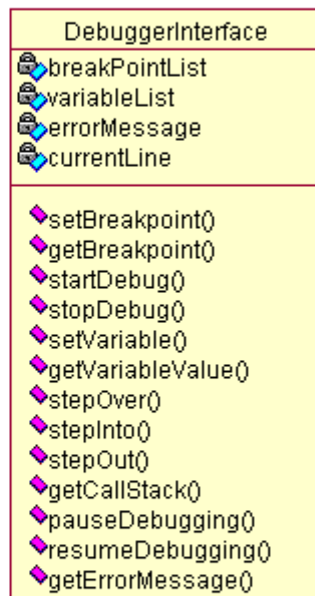 DebuggerInterface
breakPointList
variableList
errorMessage
currentLine
setBreakpoint()
getBreakpoint()
startDebug()
stopDebug()
setVariable()
getVariableValue()
stepOver()
stepInto()
stepOut()
getCallStack()
pauseDebugging()
resumeDebugging()
getErrorMessage()